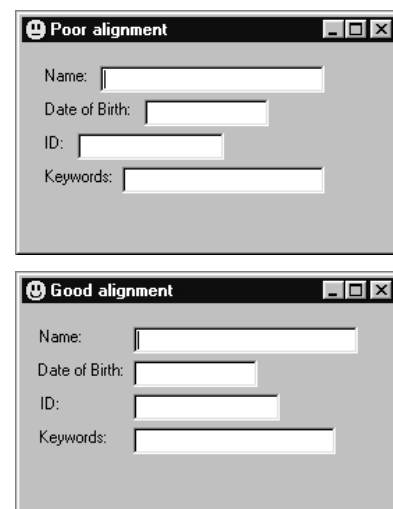 Poor alignment
Name:
Date of Birth:
ID:
Keywords:
Good alignment
Name:
Date of Birth:
ID:
Keywords: